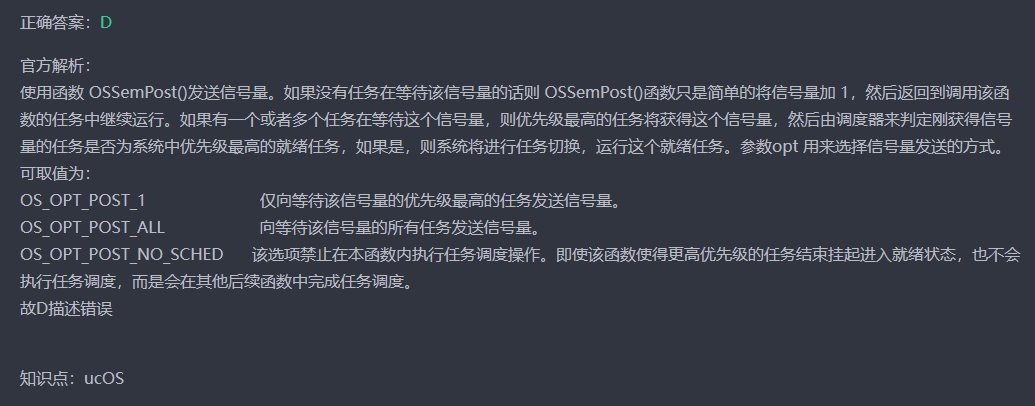 正确答案：D
官方解析：
使用函数 OSSemPost()发送信号量。如果没有任务在等待该信号量的话则 OSSemPost()函数只是简单的将信号量加 1，然后返回到调用该函
数的任务中继续运行。如果有一个或者多个任务在等待这个信号量，则优先级最高的任务将获得这个信号量，然后由调度器来判定刚获得信号
量的任务是否为系统中优先级最高的就绪任务，如果是，则系统将进行任务切换，运行这个就绪任务。参数opt 用来选择信号量发送的方式。
可取值为：
OS_OPT_POST_1 仅向等待该信号量的优先级最高的任务发送信号量。
OS_OPT_POST_ALL 向等待该信号量的所有任务发送信号量。
OS_OPT_POST_NO_SCHED 该选项禁止在本函数内执行任务调度操作。即使该函数使得更高优先级的任务结束挂起进入就绪状态，也不会
执行任务调度，而是会在其他后续函数中完成任务调度。
故D描述错误
知识点：ucOS